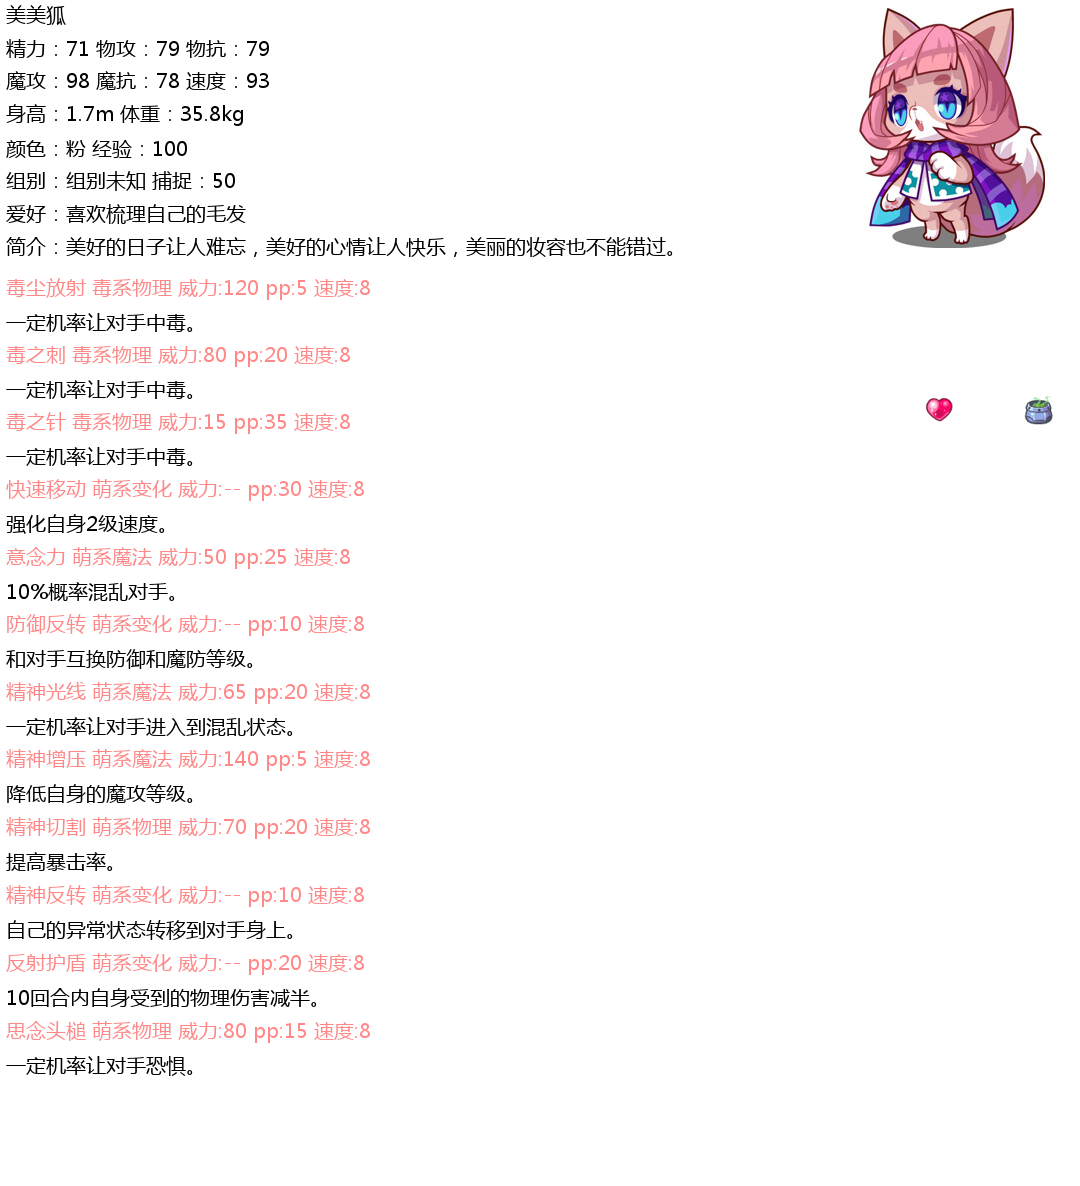 美美狐
精力：71 物攻：79 物抗：79
魔攻：98 魔抗：78 速度：93
身高：1.7m 体重：35.8kg
颜色：粉 经验：100
组别：组别未知 捕捉：50
爱好：喜欢梳理自己的毛发
简介：美好的日子让人难忘，美好的心情让人快乐，美丽的妆容也不能错过。
毒尘放射 毒系物理 威力:120 pp:5 速度:8
一定机率让对手中毒。
毒之刺 毒系物理 威力:80 pp:20 速度:8
一定机率让对手中毒。
毒之针 毒系物理 威力:15 pp:35 速度:8
一定机率让对手中毒。
快速移动 萌系变化 威力:-- pp:30 速度:8
强化自身2级速度。
意念力 萌系魔法 威力:50 pp:25 速度:8
10%概率混乱对手。
防御反转 萌系变化 威力:-- pp:10 速度:8
和对手互换防御和魔防等级。
精神光线 萌系魔法 威力:65 pp:20 速度:8
一定机率让对手进入到混乱状态。
精神增压 萌系魔法 威力:140 pp:5 速度:8
降低自身的魔攻等级。
精神切割 萌系物理 威力:70 pp:20 速度:8
提高暴击率。
精神反转 萌系变化 威力:-- pp:10 速度:8
自己的异常状态转移到对手身上。
反射护盾 萌系变化 威力:-- pp:20 速度:8
10回合内自身受到的物理伤害减半。
思念头槌 萌系物理 威力:80 pp:15 速度:8
一定机率让对手恐惧。